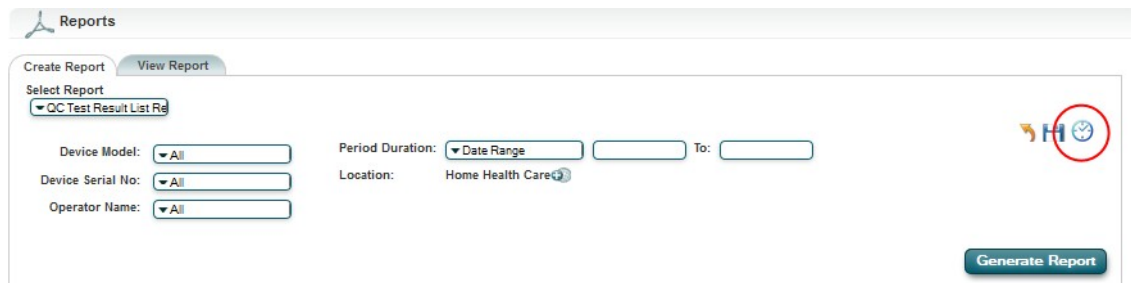 Reports
Create Report View Report
Select Report
QC Test Result List Re
Device Model: All
Period Duration: Date Range To:
Device Serial No: All
Location: Home Health Care
Operator Name: All
Generate Report